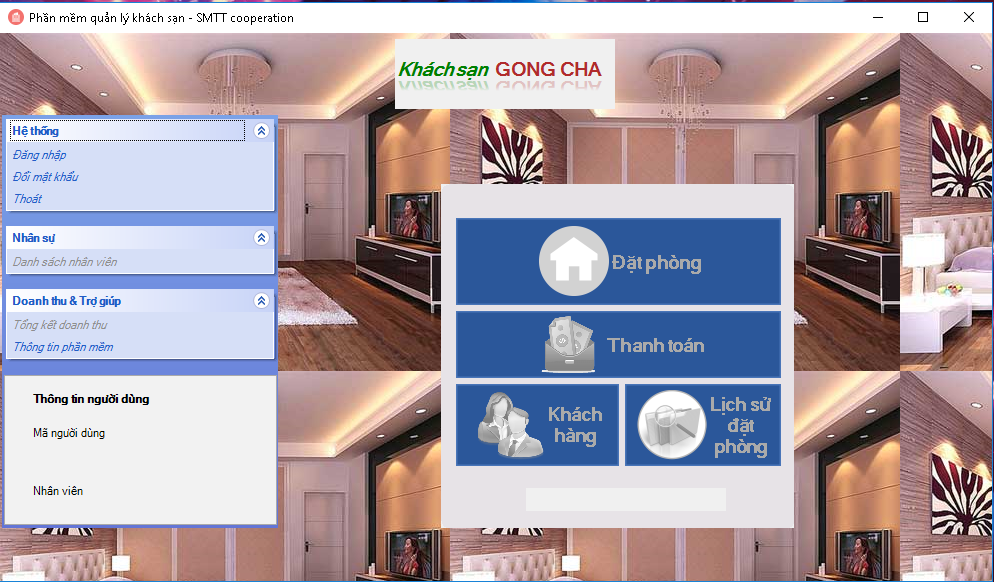 Phần mềm quản lý khách sạn - SMTT cooperation
Khách sạn GONG CHA
Hệ thống
Đăng nhập
Đổi mật khẩu
Thoát
Nhân sự
Danh sách nhân viên
Doanh thu & Trợ giúp
Tổng kết doanh thu
Thông tin phần mềm
Thông tin người dùng
Mã người dùng
Nhân viên
Đặt phòng
Thanh toán
Khách
hàng
Lịch sử
đặt
phòng